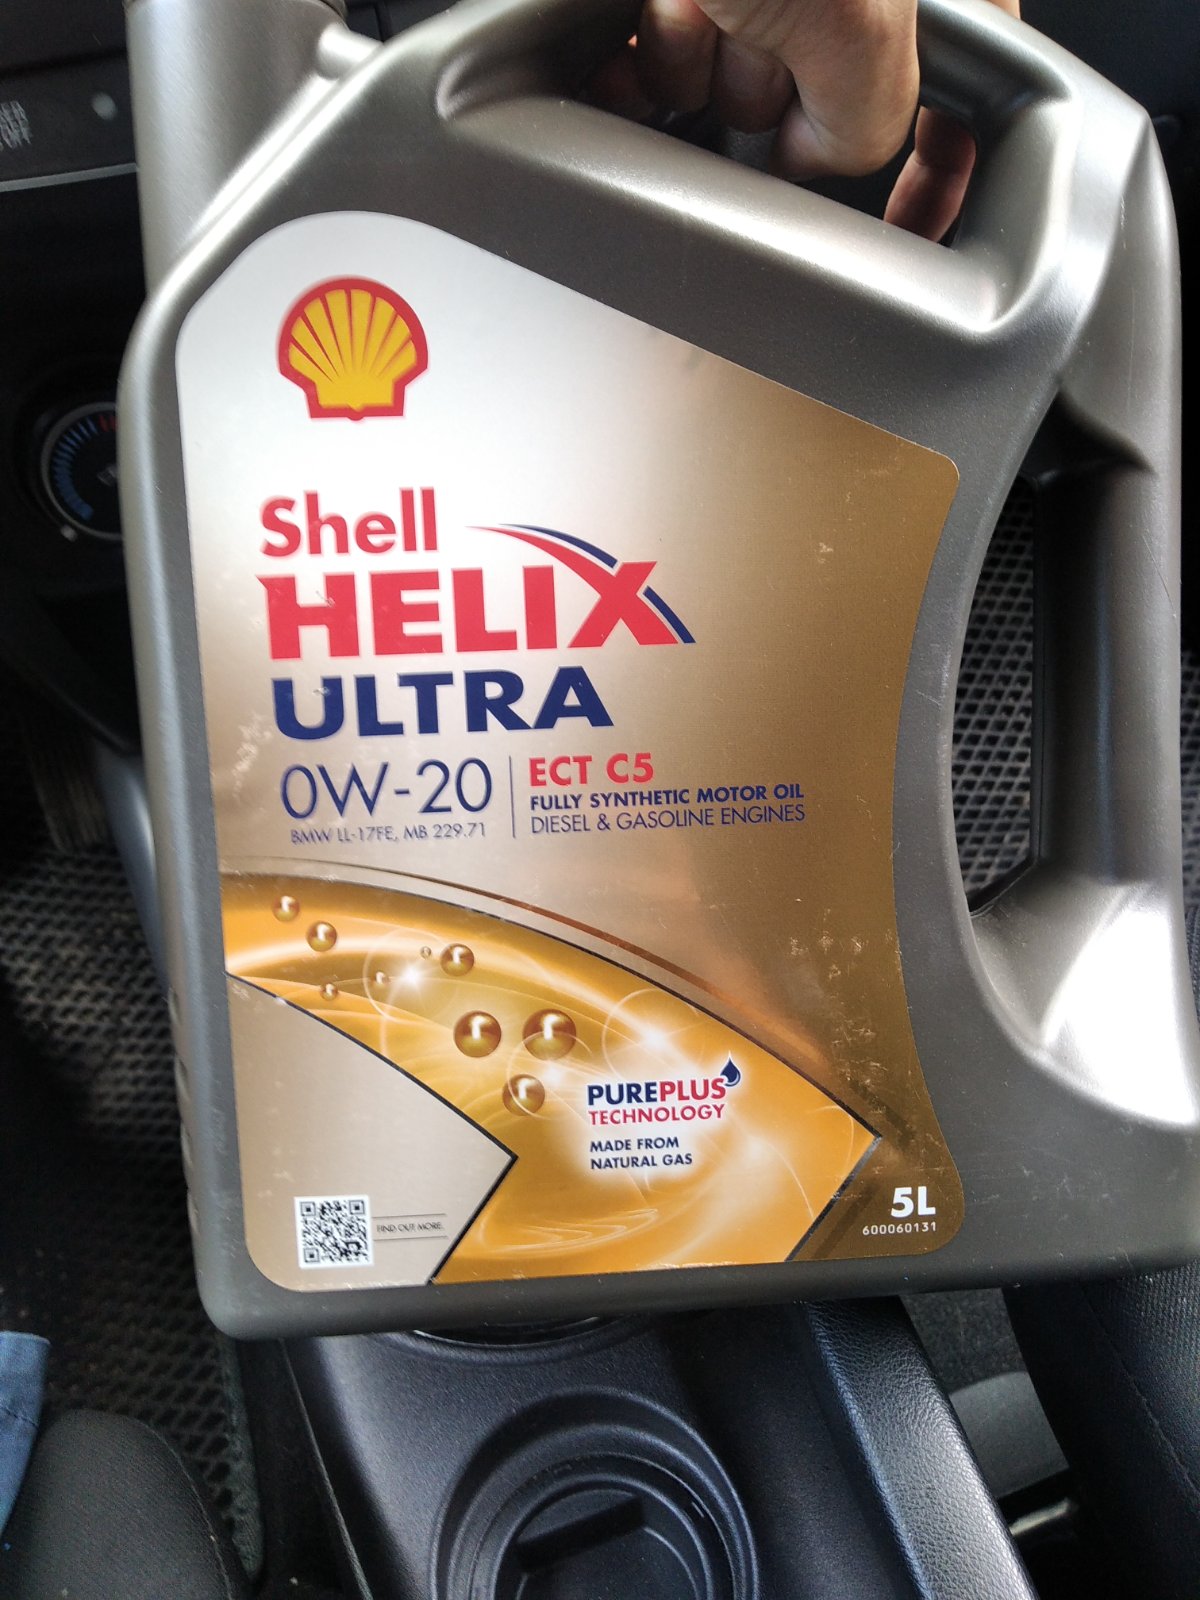 Shell
HELIX
ULTRA
0W-20
BMW LL-17FE, MB 229.71
ECT C5
FULLY SYNTHETIC MOTOR OIL
DIESEL & GASOLINE ENGINES
PUREPLUS
TECHNOLOGY
MADE FROM
NATURAL GAS
FIND OUT MORE.
5L
600060131